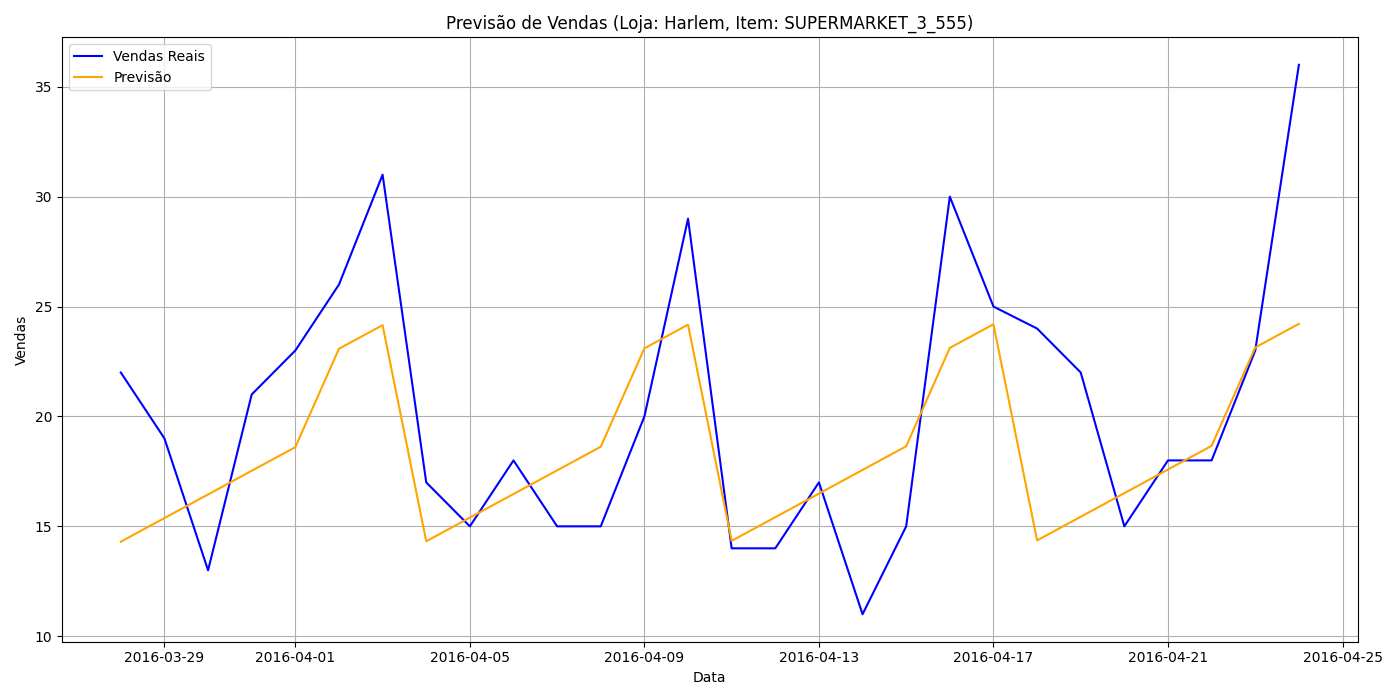 Previsão de Vendas (Loja: Harlem, Item: SUPERMARKET_3_555)
Vendas Reais
Previsão
35
30
25
20
15
10
Vendas
2016-03-29 2016-04-01 2016-04-05 2016-04-09 2016-04-13 2016-04-17 2016-04-21 2016-04-25
Data